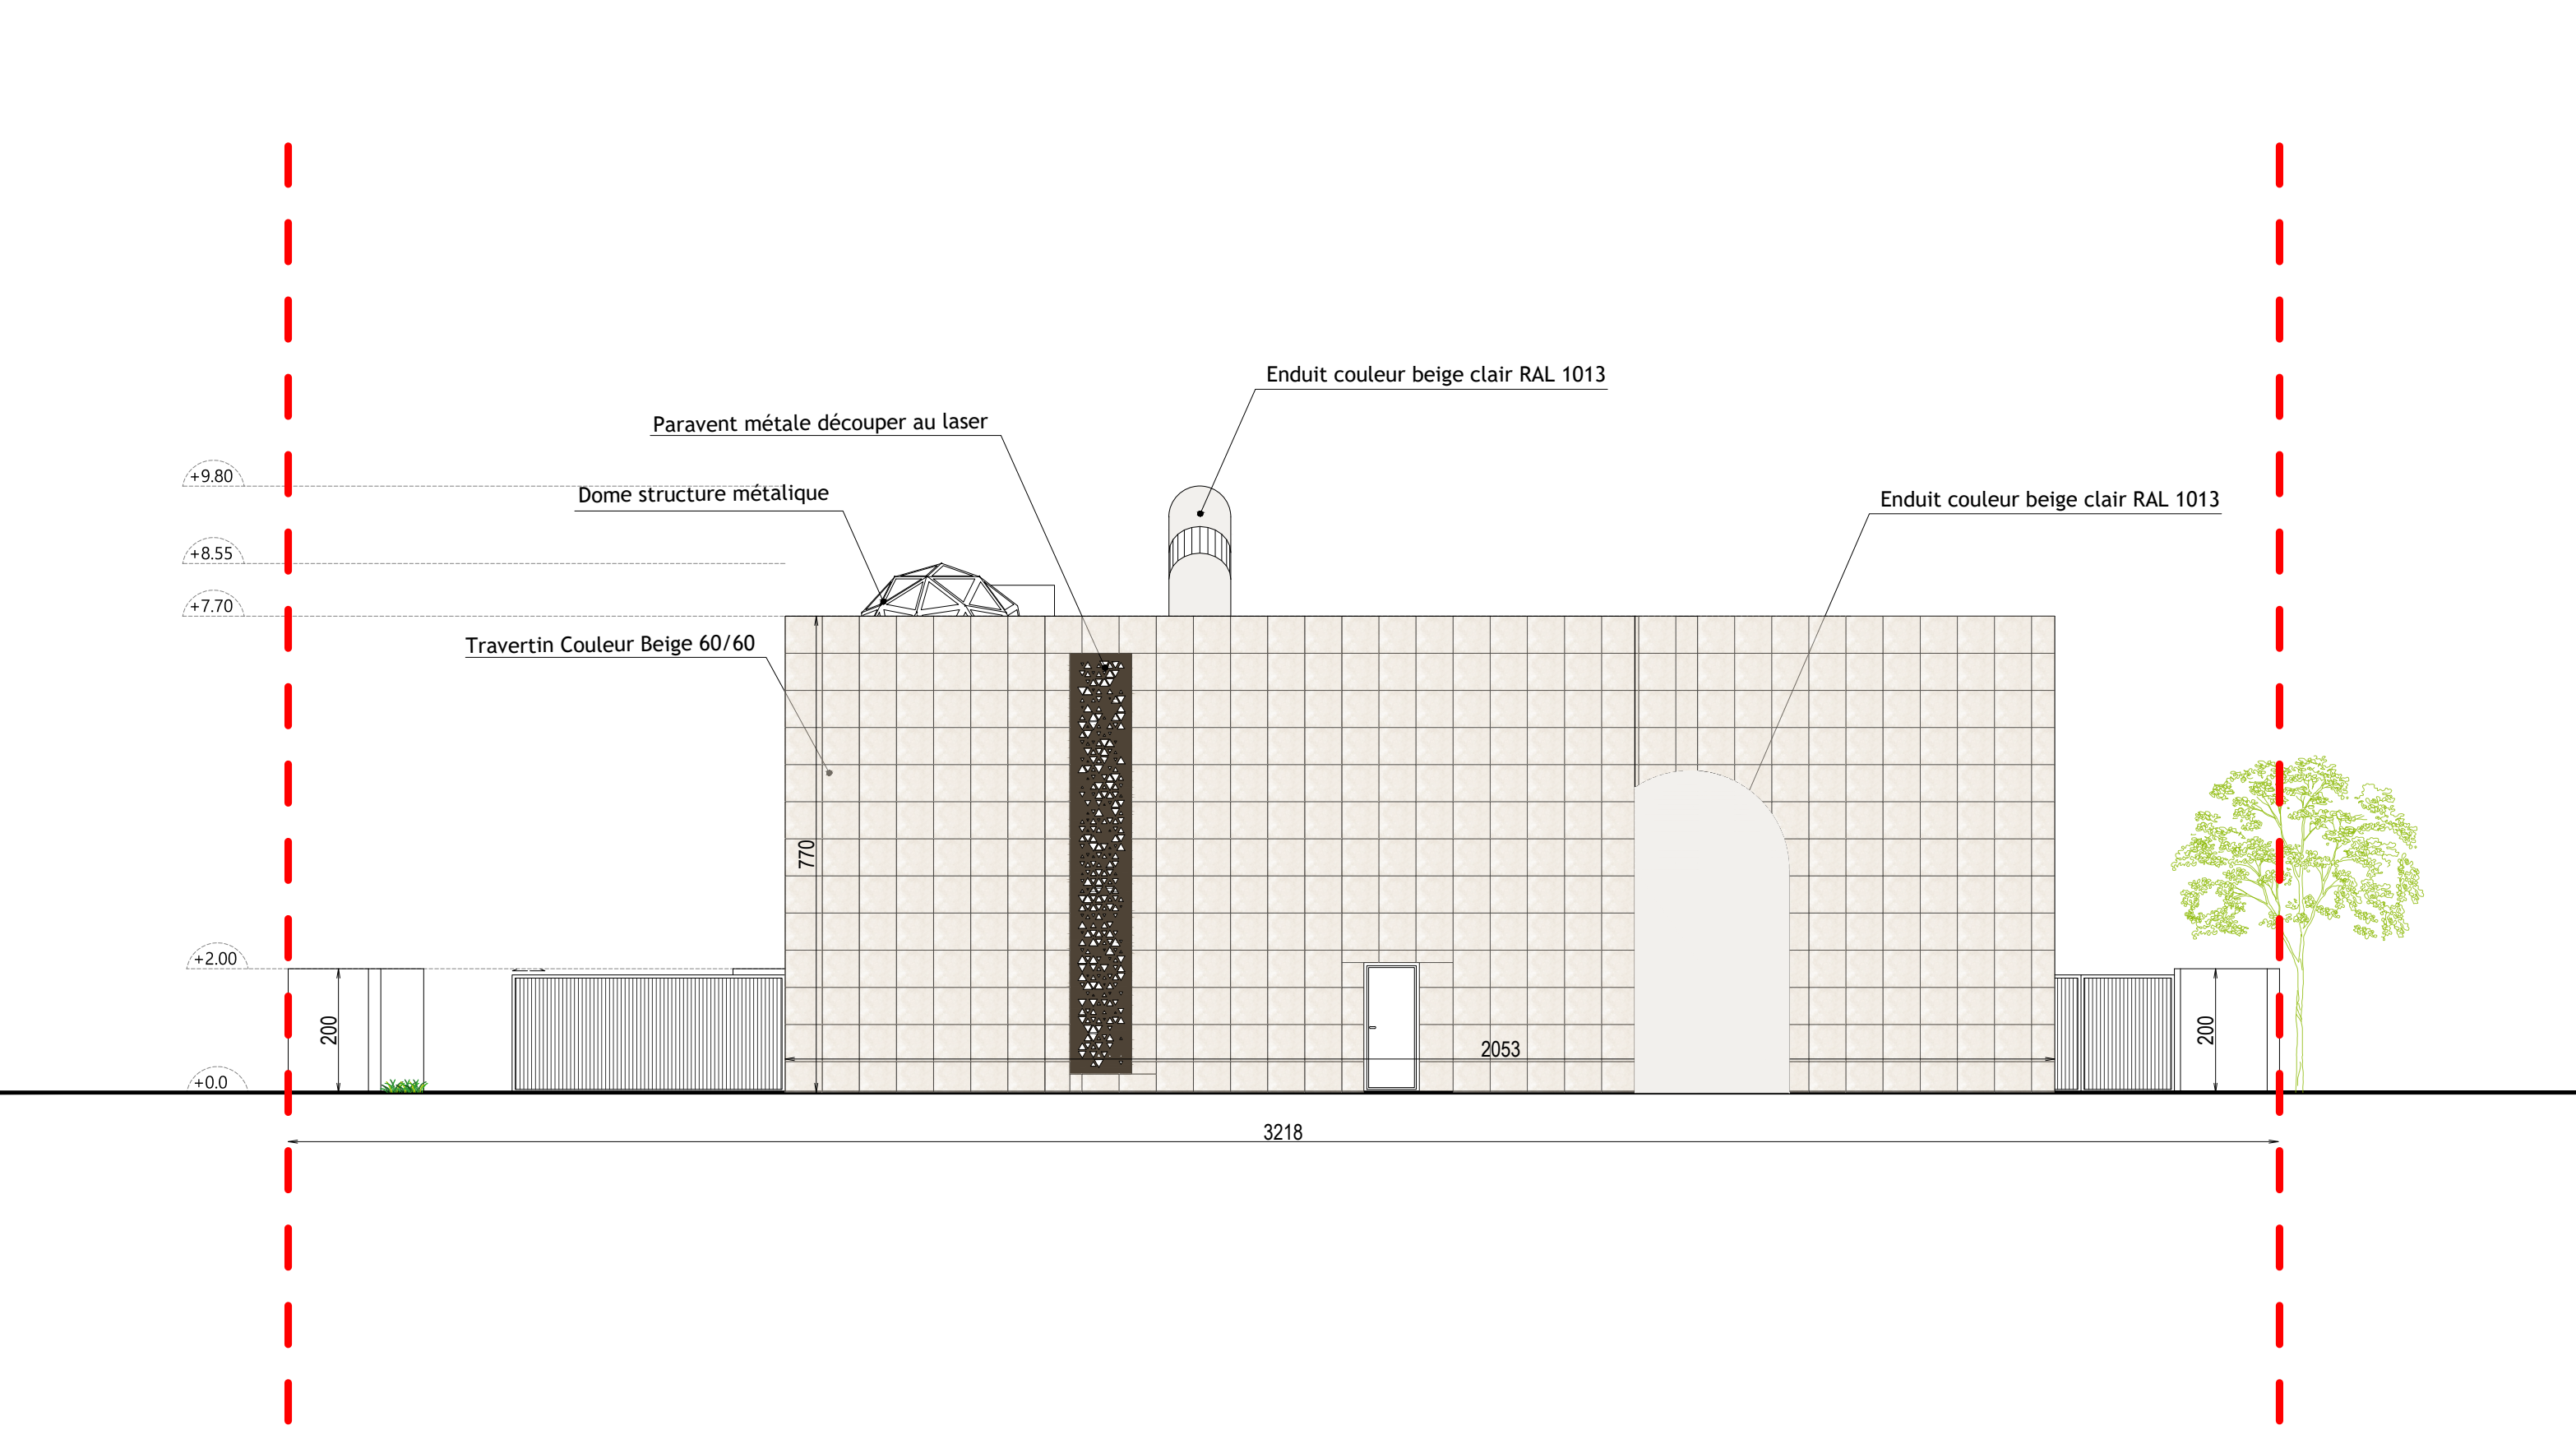 Enduit couleur beige clair RAL 1013
Paravent métale découper au laser
+9.80
Dome structure métalique
Enduit couleur beige clair RAL 1013
+8.55
+7.70
Travertin Couleur Beige 60/60
770
+2.00
200
200
2053
+0.0
3218